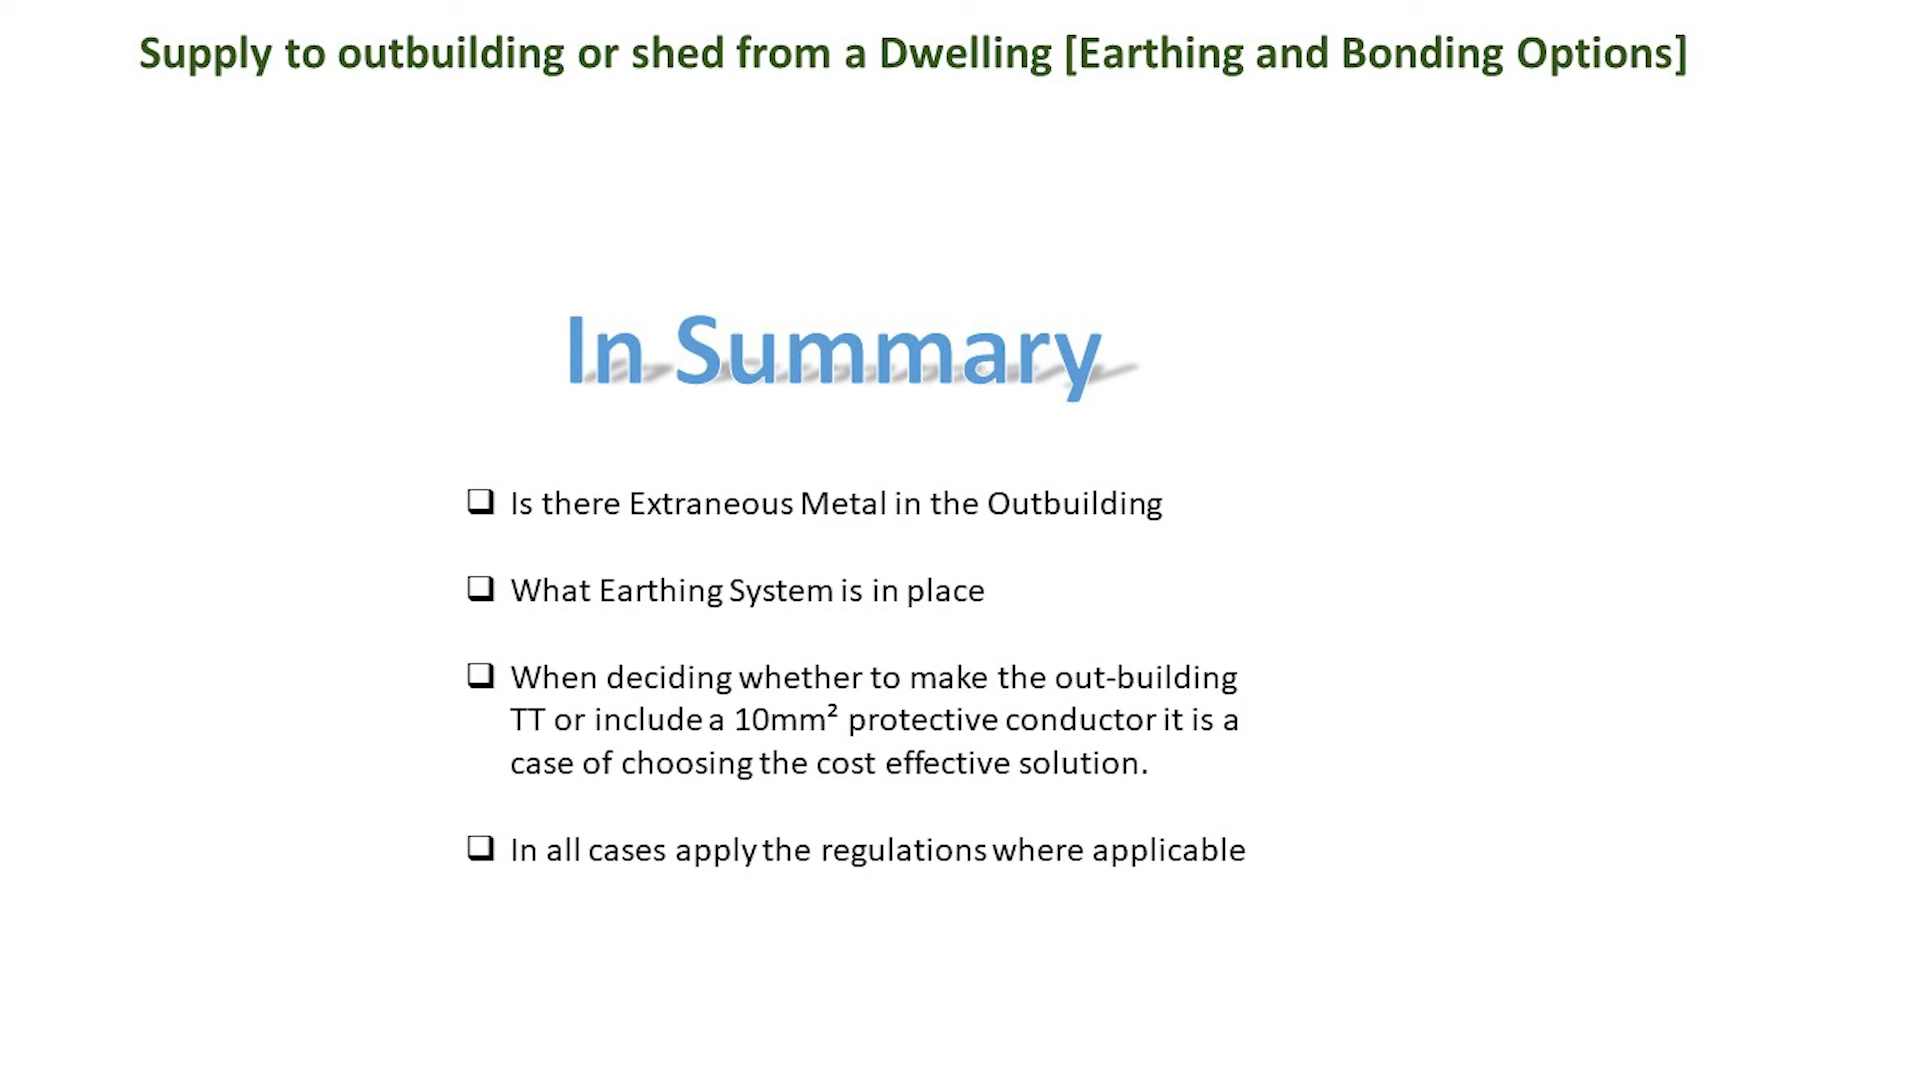 Supply to outbuilding or shed from a Dwelling [Earthing and Bonding Options]
In Summary
❑ Is there Extraneous Metal in the Outbuilding
❑ What Earthing System is in place
❑ When deciding whether to make the out-building
TT or include a 10mm² protective conductor it is a
case of choosing the cost effective solution.
❑ In all cases apply the regulations where applicable